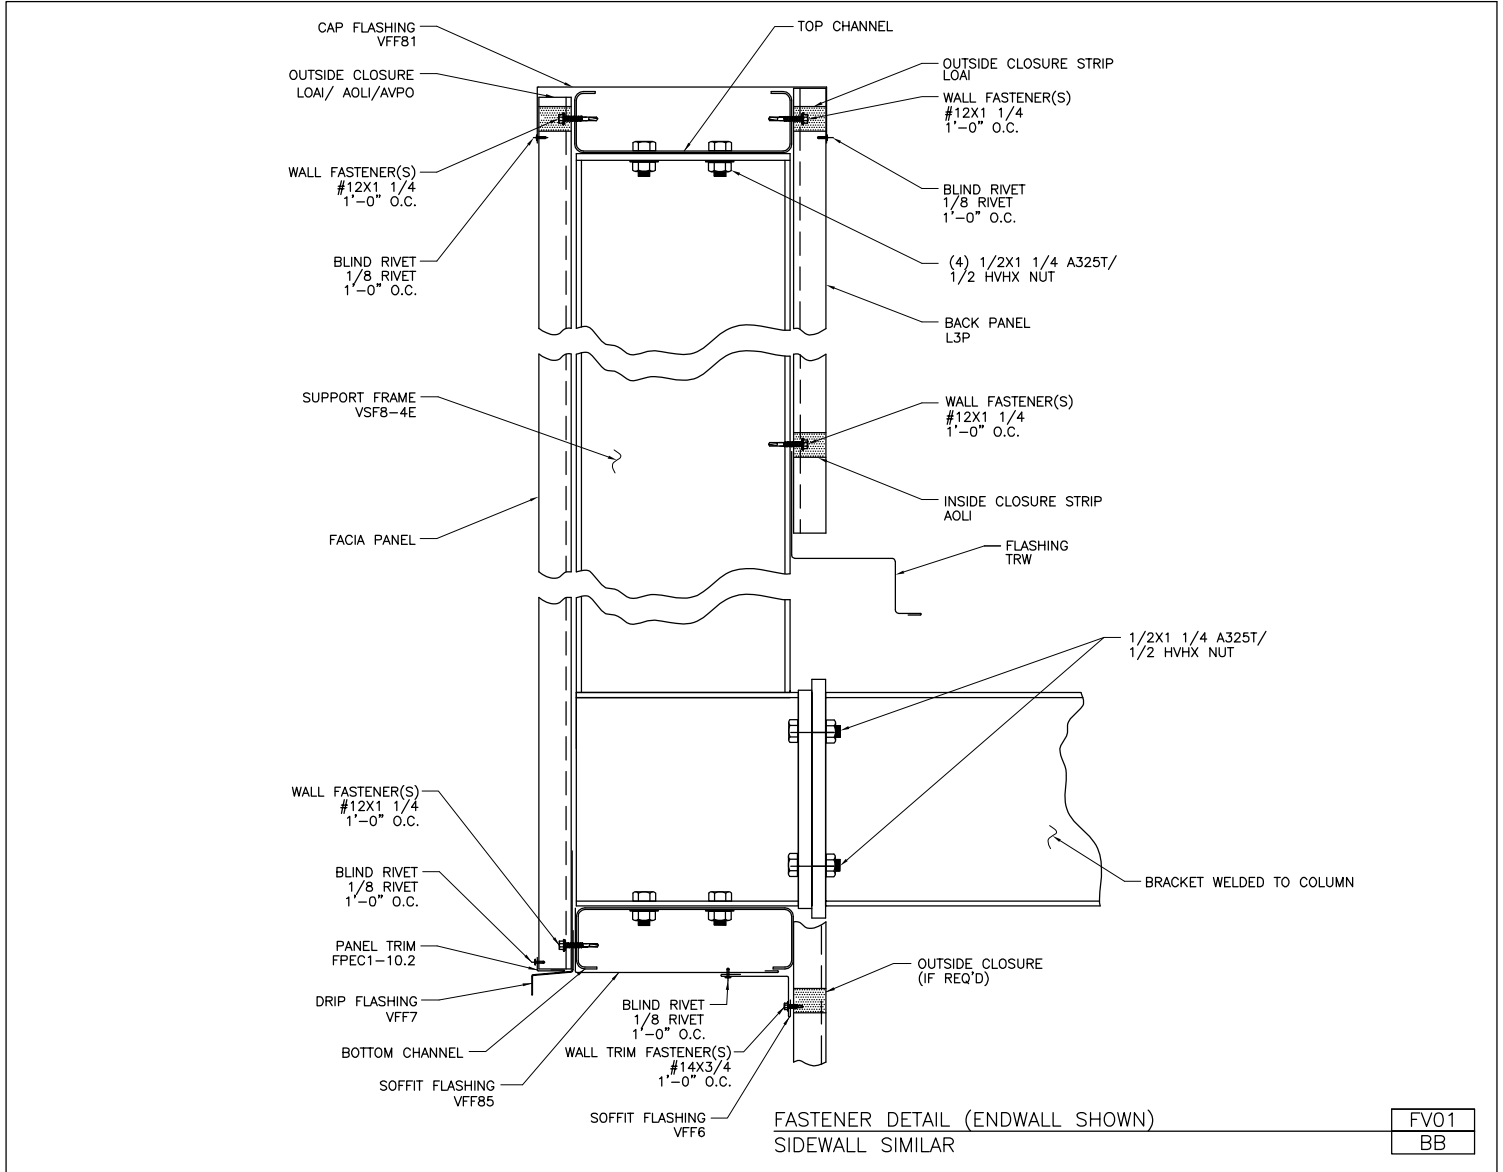 CAP FLASHING
VFF81
TOP CHANNEL
OUTSIDE CLOSURE
LOAI/ AOLI/AVPO
OUTSIDE CLOSURE STRIP
LOAI
WALL FASTENER(S)
#12X1 1/4
1'-0" O.C.
WALL FASTENER(S)
#12X1 1/4
1'-0" O.C.
BLIND RIVET
1/8 RIVET
1'-0" O.C.
BLIND RIVET
1/8 RIVET
1'-0" O.C.
(4) 1/2X1 1/4 A325T/
1/2 HVHX NUT
BACK PANEL
L3P
SUPPORT FRAME
VSF8-4E
WALL FASTENER(S)
#12X1 1/4
1'-0" O.C.
INSIDE CLOSURE STRIP
AOLI
FACIA PANEL
FLASHING
TRW
1/2X1 1/4 A325T/
1/2 HVHX NUT
WALL FASTENER(S)
#12X1 1/4
1'-0" O.C.
BLIND RIVET
1/8 RIVET
1'-0" O.C.
BRACKET WELDED TO COLUMN
PANEL TRIM
FPEC1-10.2
OUTSIDE CLOSURE
(IF REQ'D)
DRIP FLASHING
VFF7
BLIND RIVET
1/8 RIVET
1'-0" O.C.
BOTTOM CHANNEL
WALL TRIM FASTENER(S)
#14X3/4
1'-0" O.C.
SOFFIT FLASHING
VFF85
SOFFIT FLASHING
VFF6
FASTENER DETAIL (ENDWALL SHOWN)
SIDEWALL SIMILAR
FV01
BB